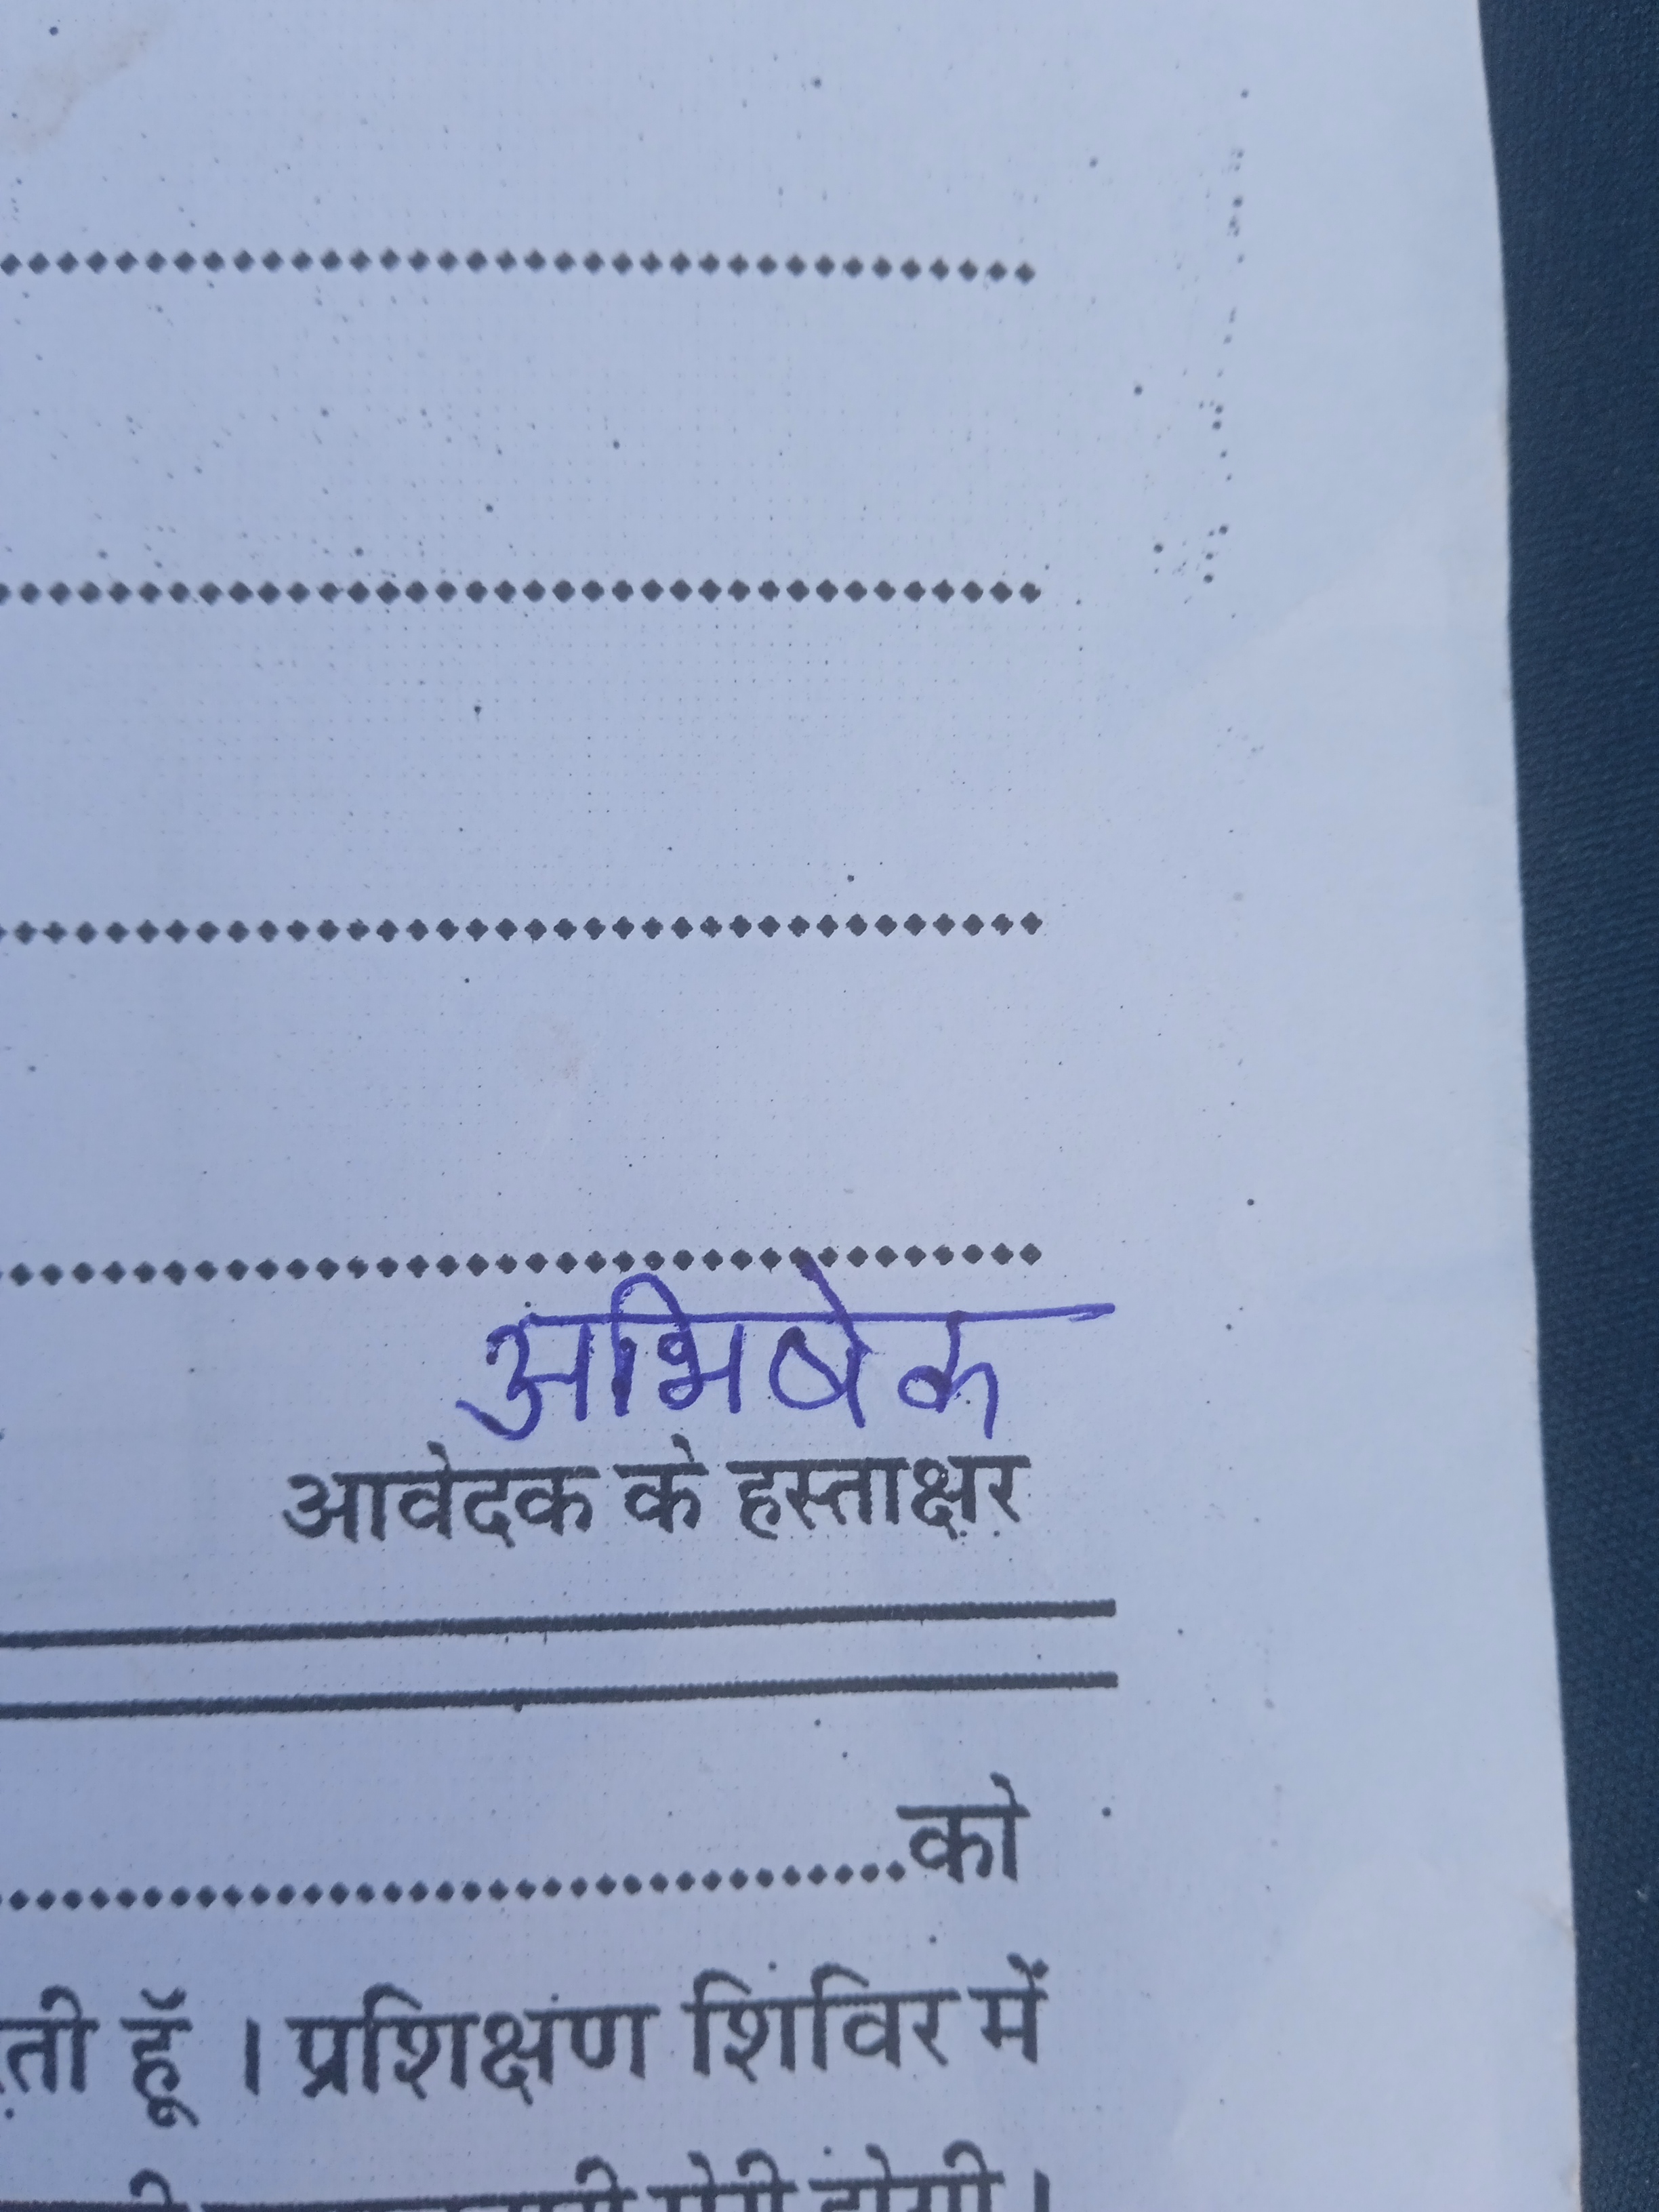 अभिषेक
आवेदक के हस्ताक्षर
..............................को
ती हूॅ । प्रशिक्षण शिविर में
होगी।